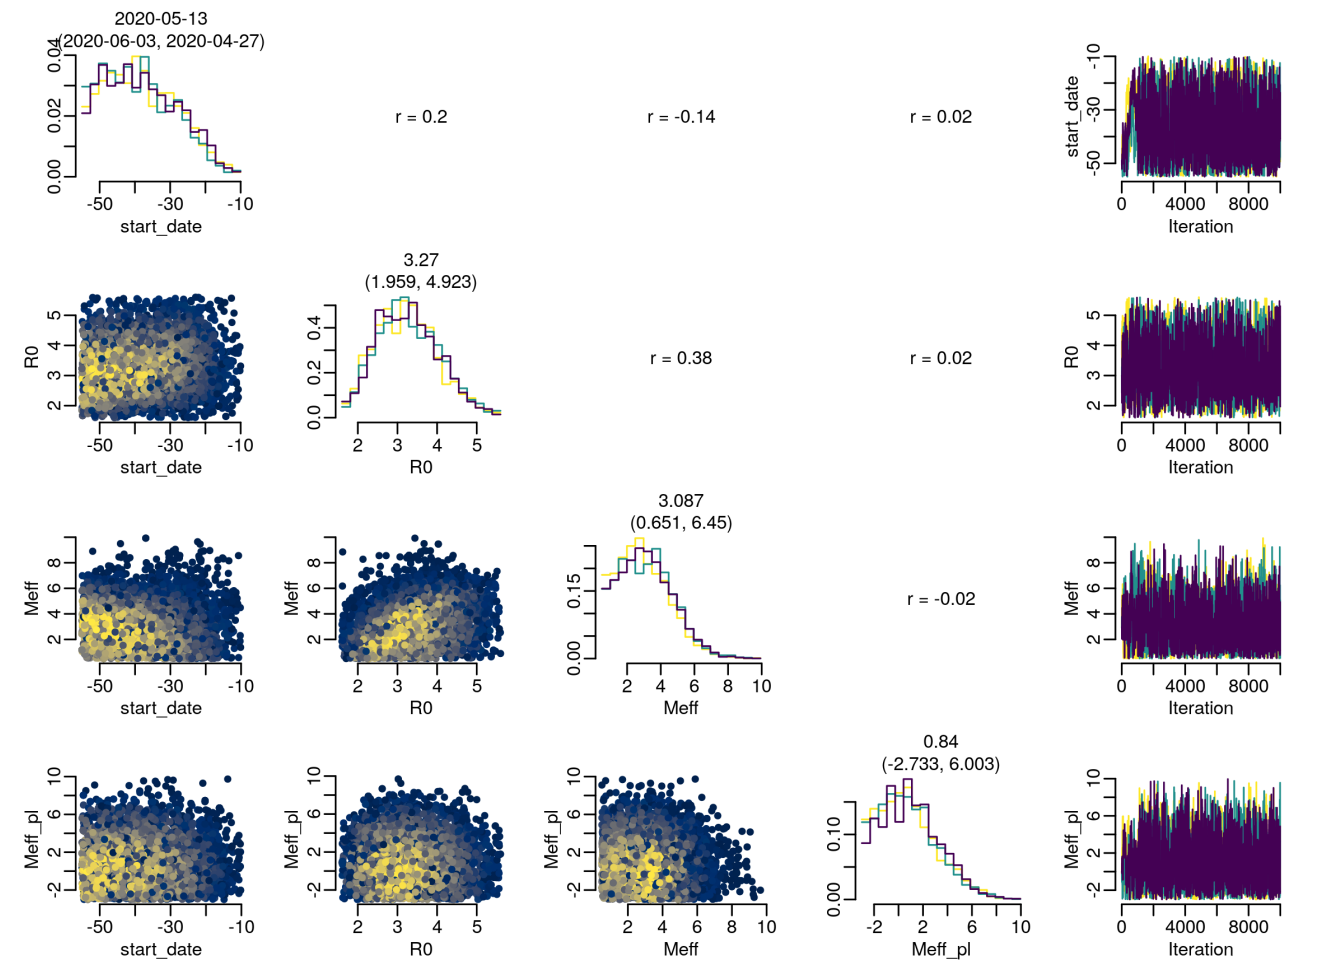 2020-05-13
(2020-06-03, 2020-04-27)
0.00 0.02 0.04
-50 -30 -10
start_date
r = 0.2
r = -0.14
r = 0.02
start_date
-50 -30 -10
0 4000 8000
Iteration
R0
2 3 4 5
-50 -30 -10
start_date
3.27
(1.959, 4.923)
0.0 0.2 0.4
2 3 4 5
R0
r = 0.38
r = 0.02
R0
2 3 4 5
0 4000 8000
Iteration
Meff
2 4 6 8
-50 -30 -10
start_date
Meff
2 4 6 8
2 3 4 5
R0
3.087
(0.651, 6.45)
0.00 0.15
2 4 6 8 10
Meff
r = -0.02
Meff
2 4 6 8
0 4000 8000
Iteration
Meff_pl
-2 2 6 10
-50 -30 -10
start_date
Meff_pl
-2 2 6 10
2 3 4 5
R0
Meff_pl
-2 2 6 10
2 4 6 8 10
Meff
0.84
(-2.733, 6.003)
0.00 0.10
-2 2 6 10
Meff_pl
Meff_pl
-2 2 6 10
0 4000 8000
Iteration